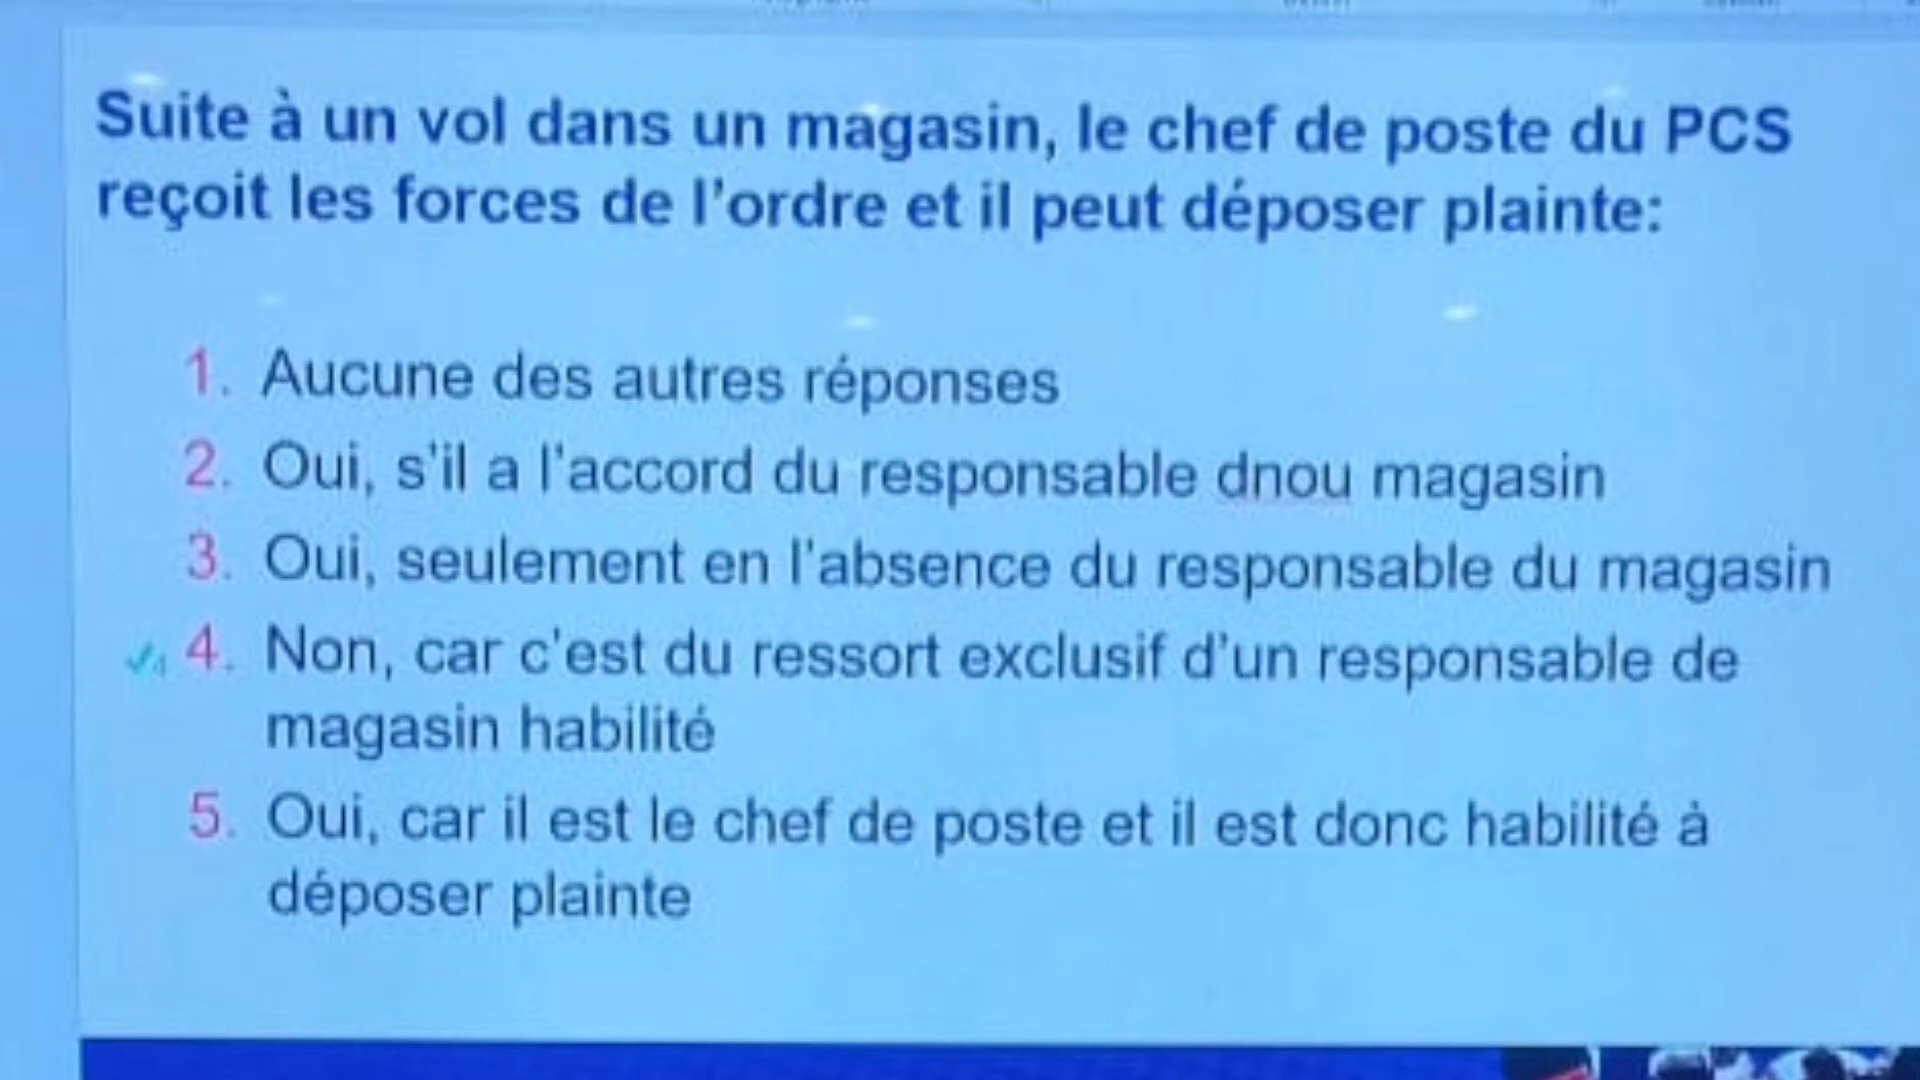 Suite à un vol dans un magasin, le chef de poste du PCS
reçoit les forces de l'ordre et il peut déposer plainte:
1. Aucune des autres réponses
2. Oui, s'il a l'accord du responsable dnou magasin
3. Oui, seulement en l'absence du responsable du magasin
4. Non, car c'est du ressort exclusif d'un responsable de
magasin habilité
5. Oui, car il est le chef de poste et il est donc habilité à
déposer plainte